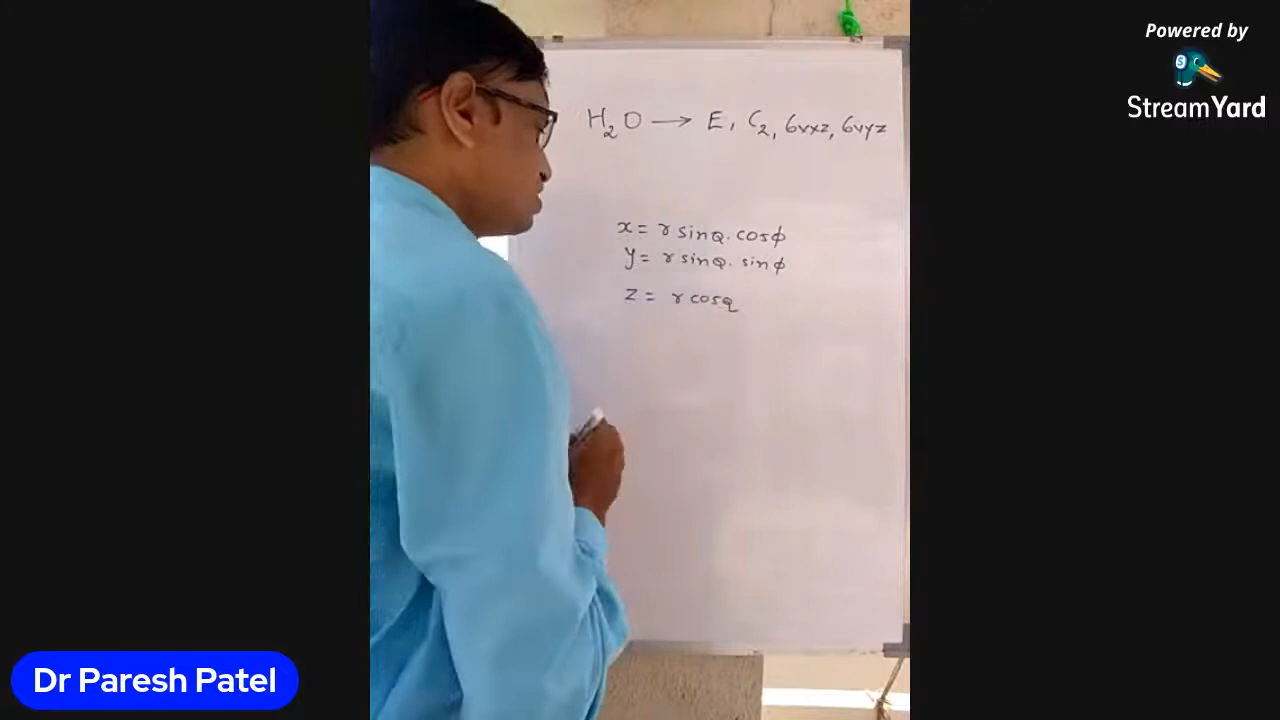 Powered by
StreamYard
H₂O → E, C₂, σvxz, σvyz
x = r sinθ. cosϕ
y = r sinθ. sinϕ
z = r cosθ
Dr Paresh Patel